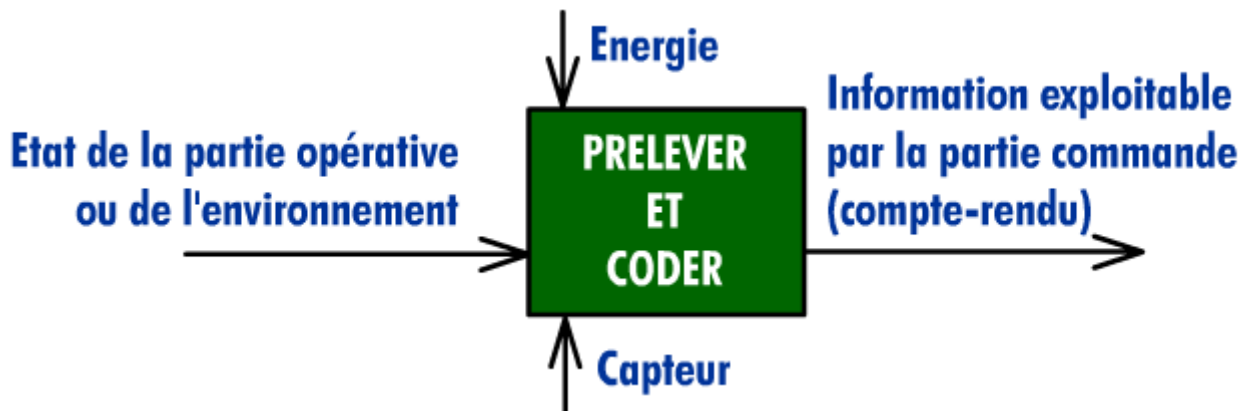 Energie
Etat de la partie opérative
ou de l'environnement
PRELEVER
ET
CODER
Information exploitable
par la partie commande
(compte-rendu)
Capteur